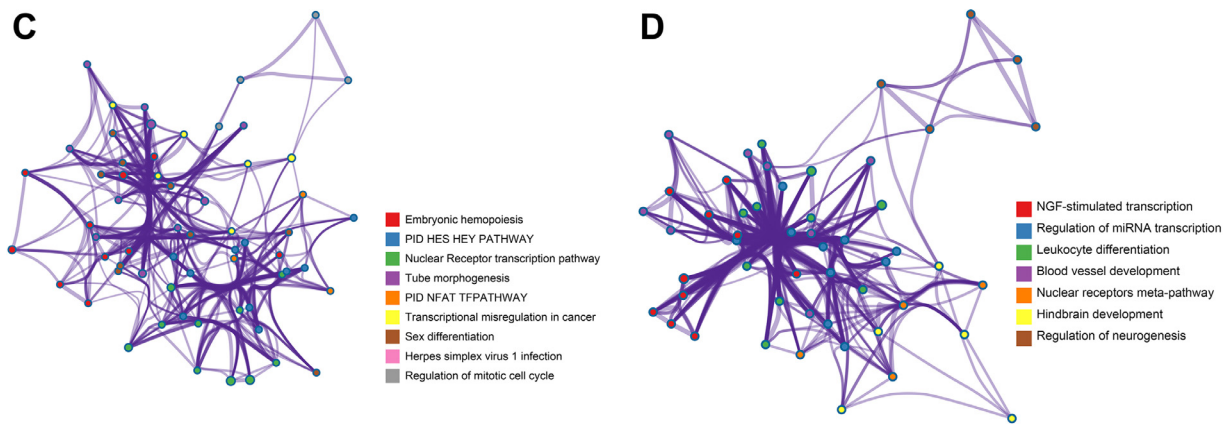 C
D
Embryonic hemopoiesis
PID HES HEY PATHWAY
Nuclear Receptor transcription pathway
Tube morphogenesis
PID NFAT TFPATHWAY
Transcriptional misregulation in cancer
Sex differentiation
Herpes simplex virus 1 infection
Regulation of mitotic cell cycle
NGF-stimulated transcription
Regulation of miRNA transcription
Leukocyte differentiation
Blood vessel development
Nuclear receptors meta-pathway
Hindbrain development
Regulation of neurogenesis